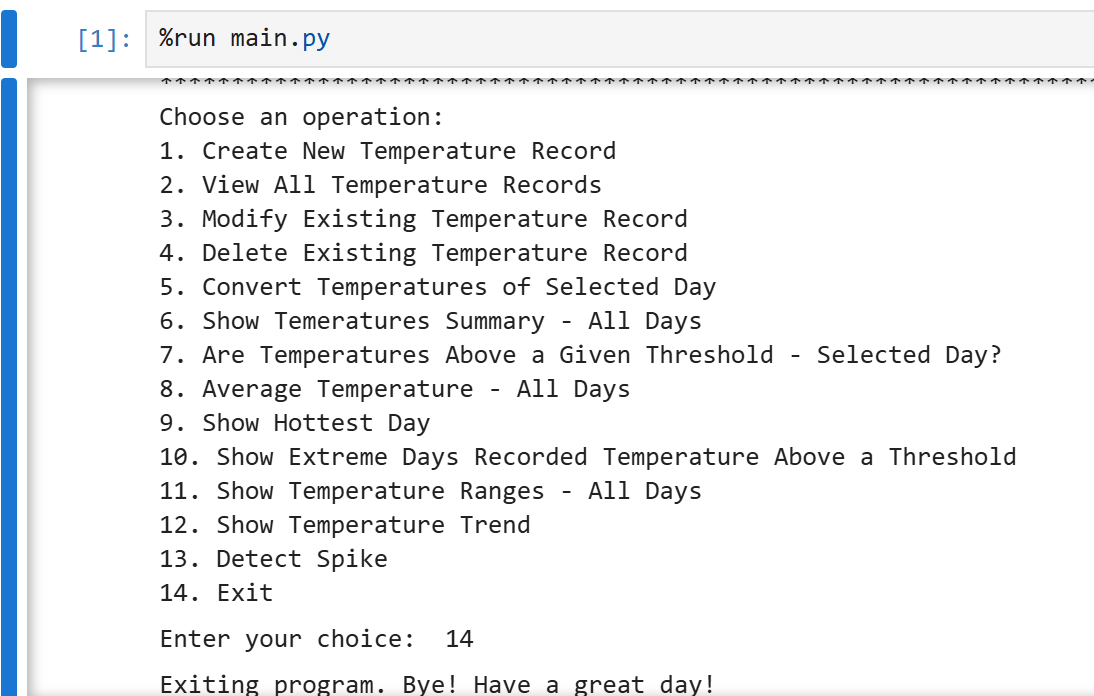 [1]: %run main.py
Choose an operation:
1. Create New Temperature Record
2. View All Temperature Records
3. Modify Existing Temperature Record
4. Delete Existing Temperature Record
5. Convert Temperatures of Selected Day
6. Show Temeratures Summary - All Days
7. Are Temperatures Above a Given Threshold - Selected Day?
8. Average Temperature - All Days
9. Show Hottest Day
10. Show Extreme Days Recorded Temperature Above a Threshold
11. Show Temperature Ranges - All Days
12. Show Temperature Trend
13. Detect Spike
14. Exit
Enter your choice:  14
Exiting program. Bye! Have a great day!